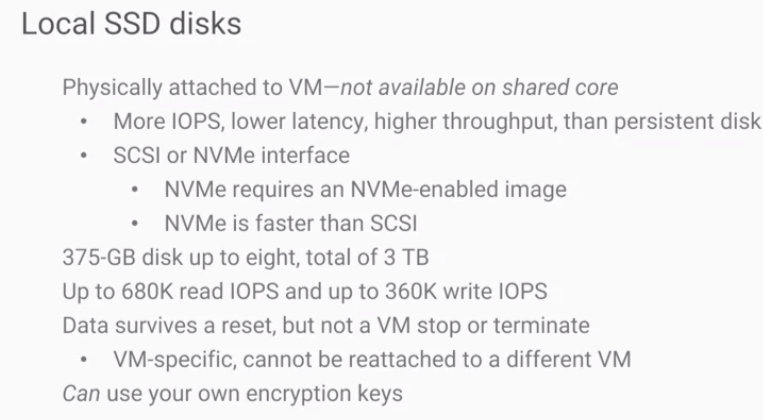 Local SSD disks
Physically attached to VM—not available on shared core
• More IOPS, lower latency, higher throughput, than persistent disk
• SCSI or NVMe interface
• NVMe requires an NVMe-enabled image
• NVMe is faster than SCSI
375-GB disk up to eight, total of 3 TB
Up to 680K read IOPS and up to 360K write IOPS
Data survives a reset, but not a VM stop or terminate
• VM-specific, cannot be reattached to a different VM
Can use your own encryption keys